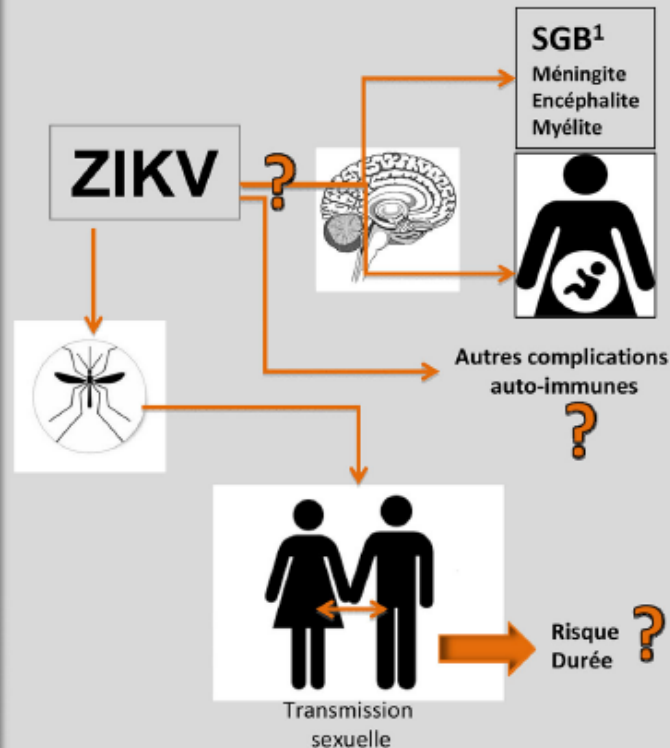 SGB¹
Méningite
Encéphalite
Myélite
ZIKV
?
Autres complications
auto-immunes
?
Risque
Durée
?
Transmission
sexuelle